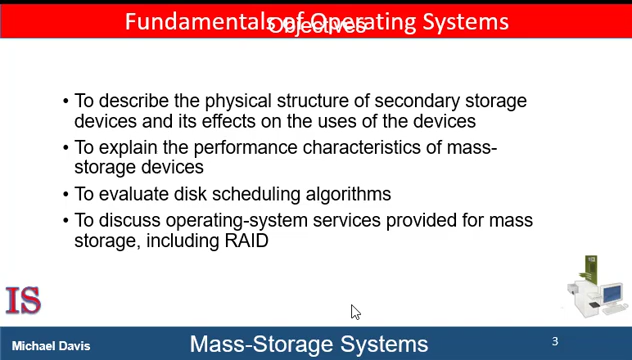 Fundamentals of Operating Systems
Objectives
• To describe the physical structure of secondary storage
devices and its effects on the uses of the devices
• To explain the performance characteristics of mass-
storage devices
• To evaluate disk scheduling algorithms
• To discuss operating-system services provided for mass
storage, including RAID
IS
Michael Davis
Mass-Storage Systems
3